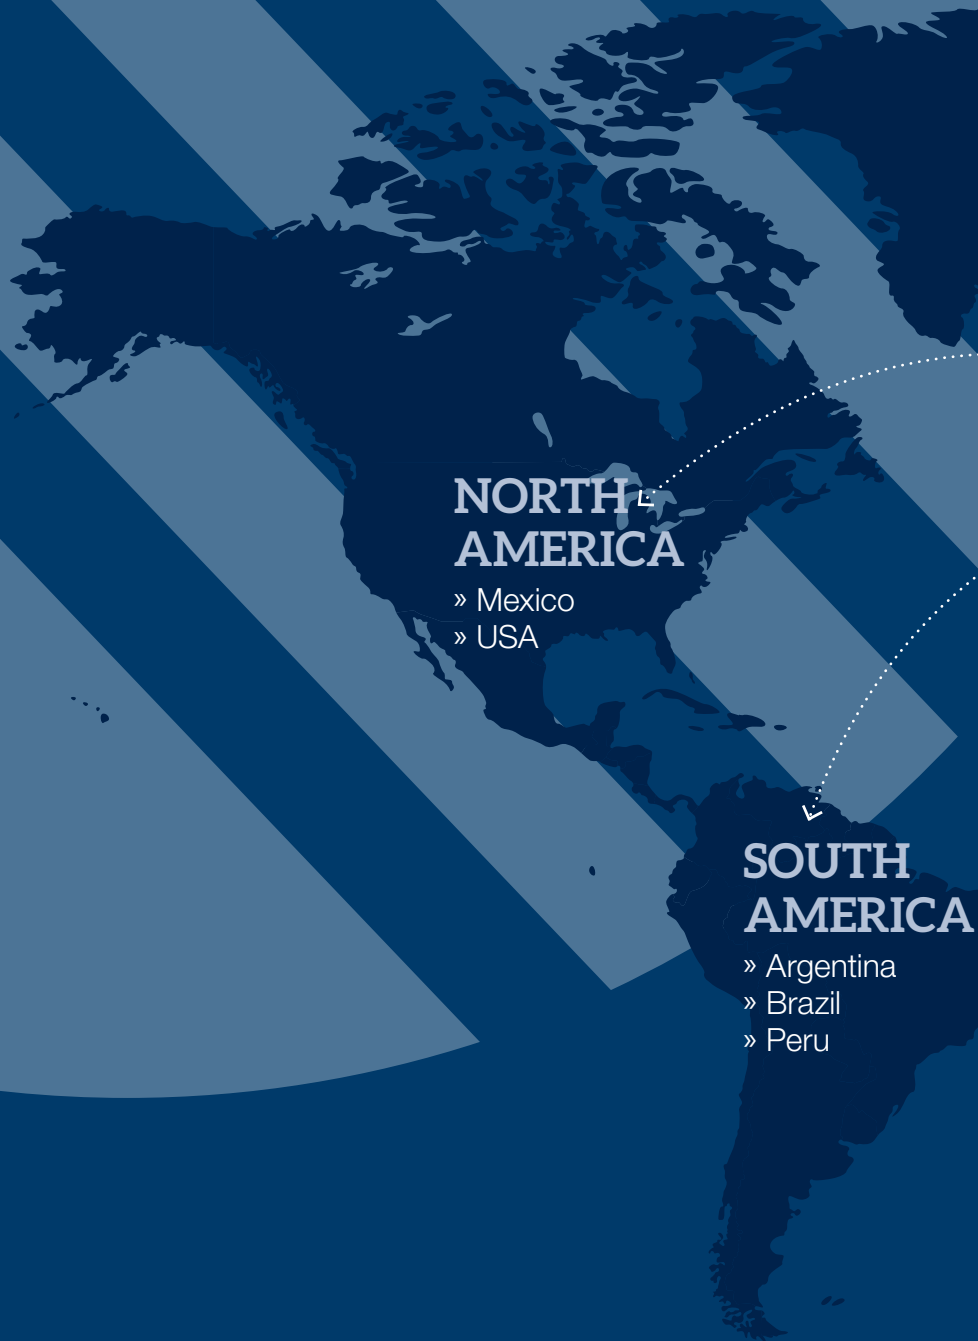 NORTH
AMERICA
» Mexico
» USA
SOUTH
AMERICA
» Argentina
» Brazil
» Peru